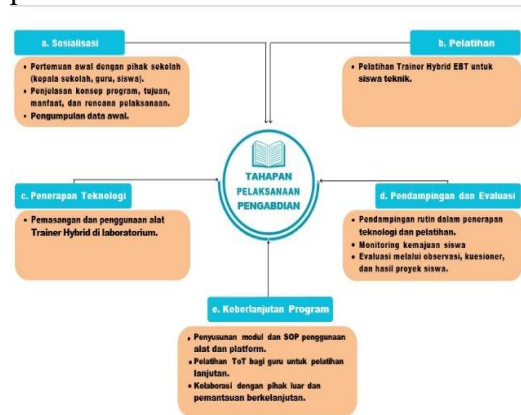 a. Sosialisasi
• Pertemuan awal dengan pihak sekolah
(kepala sekolah, guru, siswa).
• Penjelasan konsep program, tujuan,
manfaat, dan rencana pelaksanaan.
• Pengumpulan data awal.
b. Pelatihan
• Pelatihan Trainer Hybrid EBT untuk
siswa teknik.
TAHAPAN
PELAKSANAAN
PENGABDIAN
c. Penerapan Teknologi
• Pemasangan dan penggunaan alat
Trainer Hybrid di laboratorium.
d. Pendampingan dan Evaluasi
• Pendampingan rutin dalam penerapan
teknologi dan pelatihan.
• Monitoring kemajuan siswa
• Evaluasi melalui observasi, kuesioner,
dan hasil proyek siswa.
e. Keberlanjutan Program
• Penyusunan modul dan SOP penggunaan
alat dan platform.
• Pelatihan ToT bagi guru untuk pelatihan
lanjutan.
• Kolaborasi dengan pihak luar dan
pemantauan berkelanjutan.